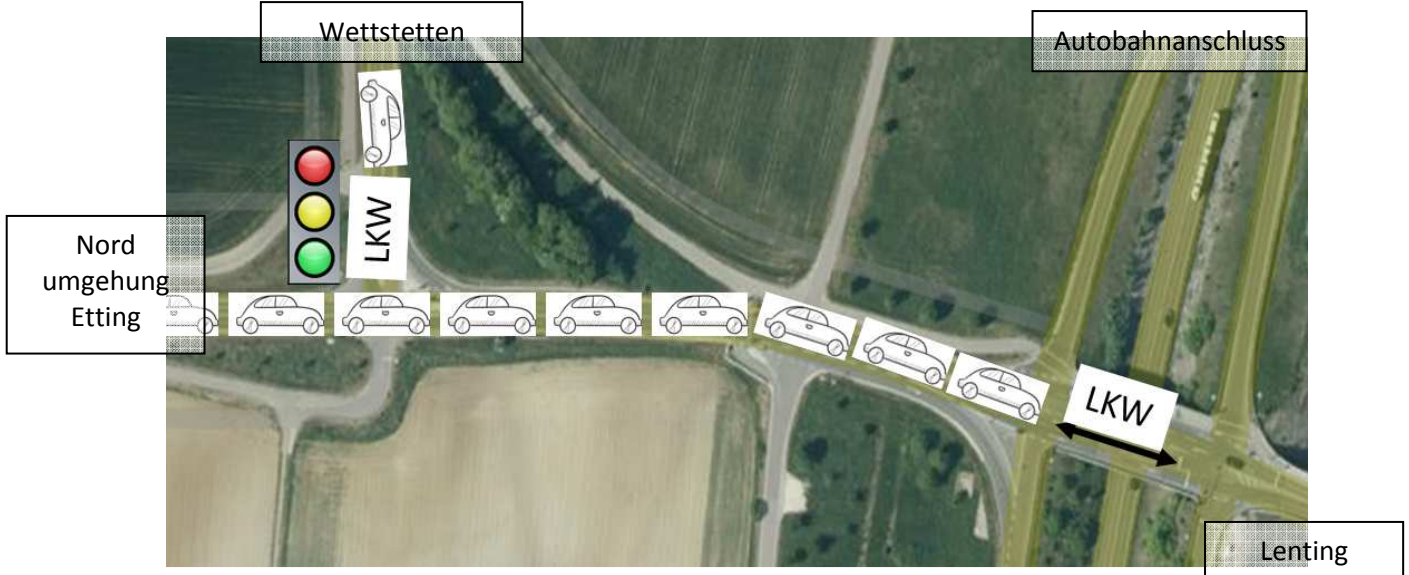 Wettstetten
Autobahnanschluss
Nord
umgehung
Etting
LKW
LKW
Lenting